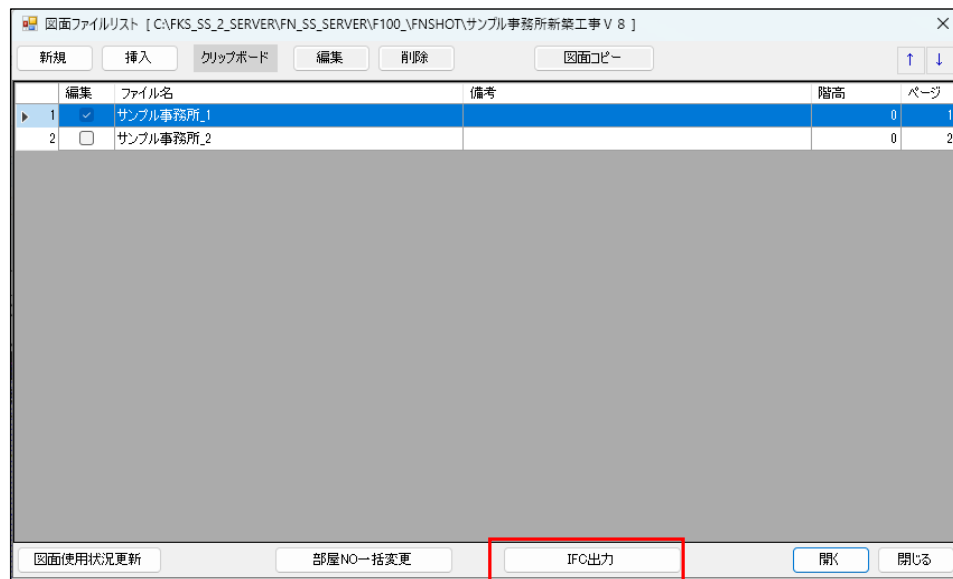 図面ファイルリスト [ C:\FKS_SS_2_SERVER\FN_SS_SERVER\F100_\FNSHOT\サンプル事務所新築工事V8 ]
新規 挿入 クリップボード 編集 削除 図面コピー ↑ ↓
編集 ファイル名 備考 階高 ページ
1 サンプル事務所_1 0 1
2 サンプル事務所_2 0 2
図面使用状況更新 部屋NO一括変更 IFC出力 開く 閉じる